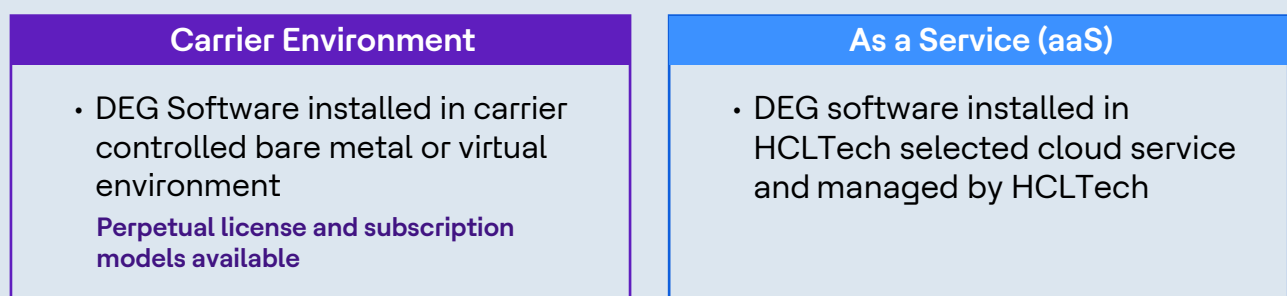 Carrier Environment
• DEG Software installed in carrier
controlled bare metal or virtual
environment
Perpetual license and subscription
models available
As a Service (aaS)
• DEG software installed in
HCLTech selected cloud service
and managed by HCLTech